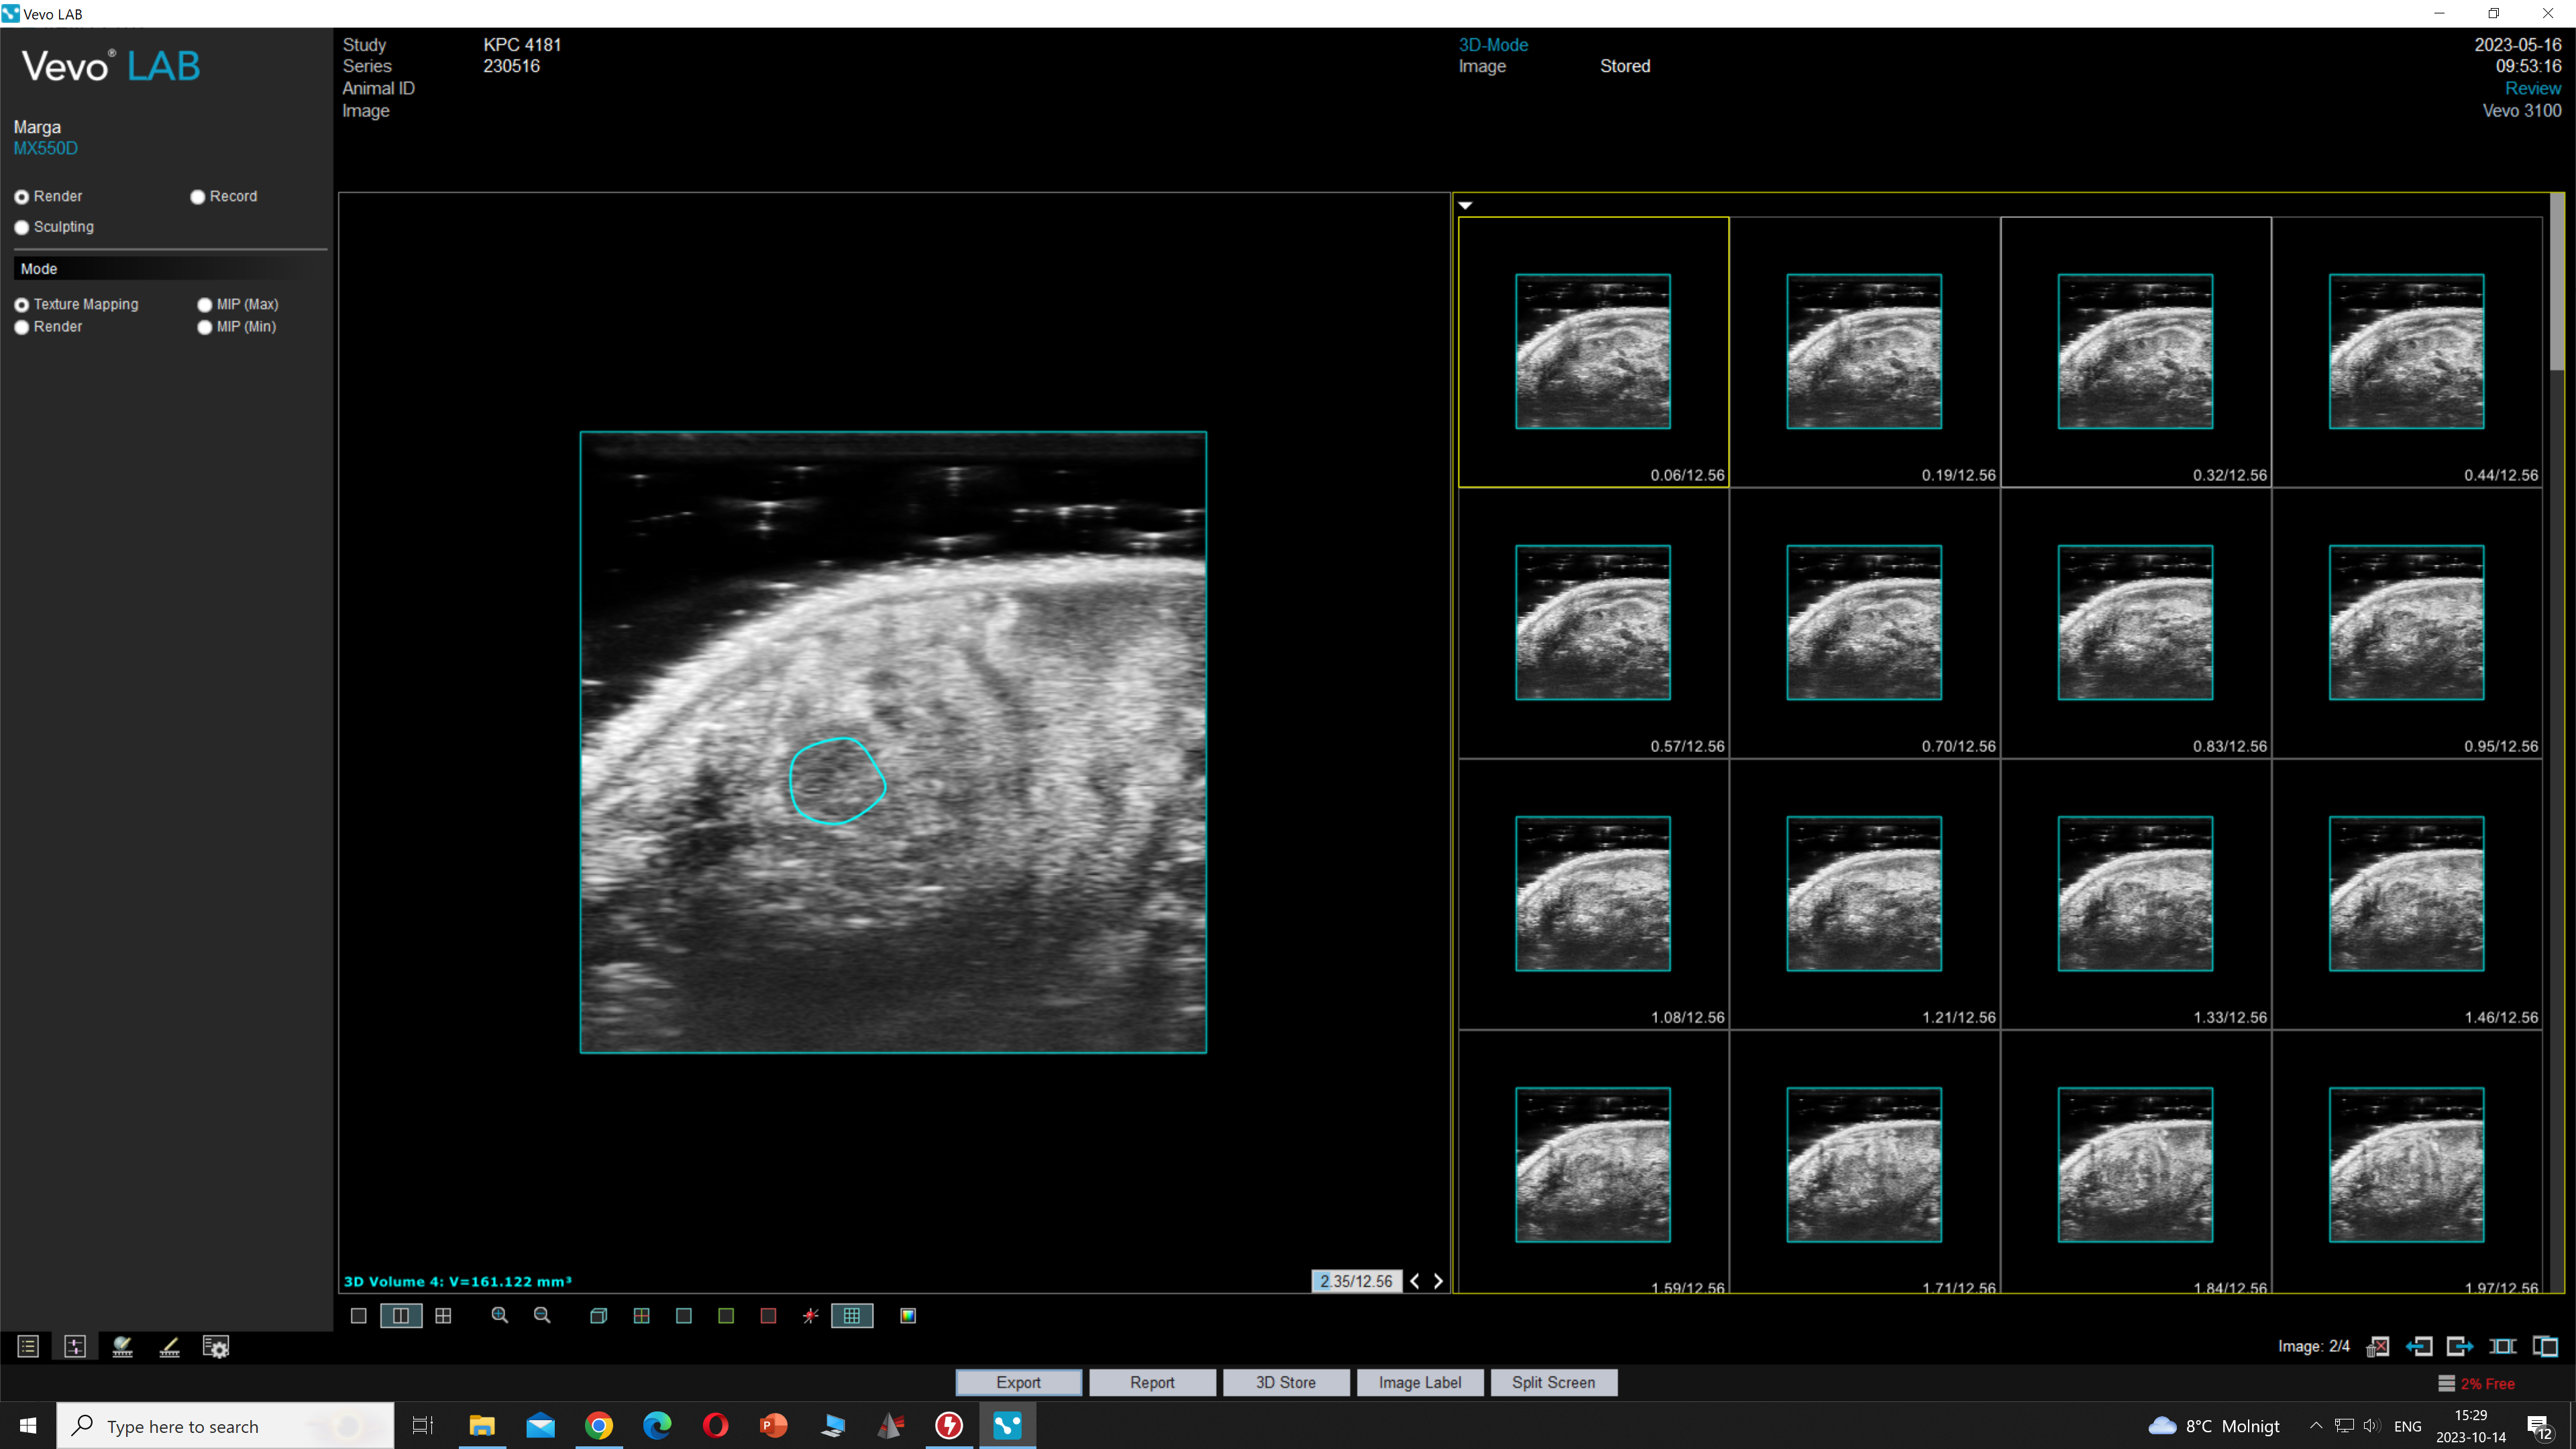 Vevo LAB
Vevo® LAB
Study KPC 4181
Series 230516
Animal ID
Image
3D-Mode
Image Stored
2023-05-16
09:53:16
Review
Vevo 3100
Marga
MX550D
Render Record
Sculpting
Mode
Texture Mapping MIP (Max)
Render MIP (Min)
0.06/12.56 0.19/12.56 0.32/12.56 0.44/12.56
0.57/12.56 0.70/12.56 0.83/12.56 0.95/12.56
1.08/12.56 1.21/12.56 1.33/12.56 1.46/12.56
1.59/12.56 1.71/12.56 1.84/12.56 1.97/12.56
3D Volume 4: V=161.122 mm³
2.35/12.56
Image: 2/4
Export Report 3D Store Image Label Split Screen
2% Free
Type here to search
8°C Molnigt
ENG
15:29
2023-10-14
12